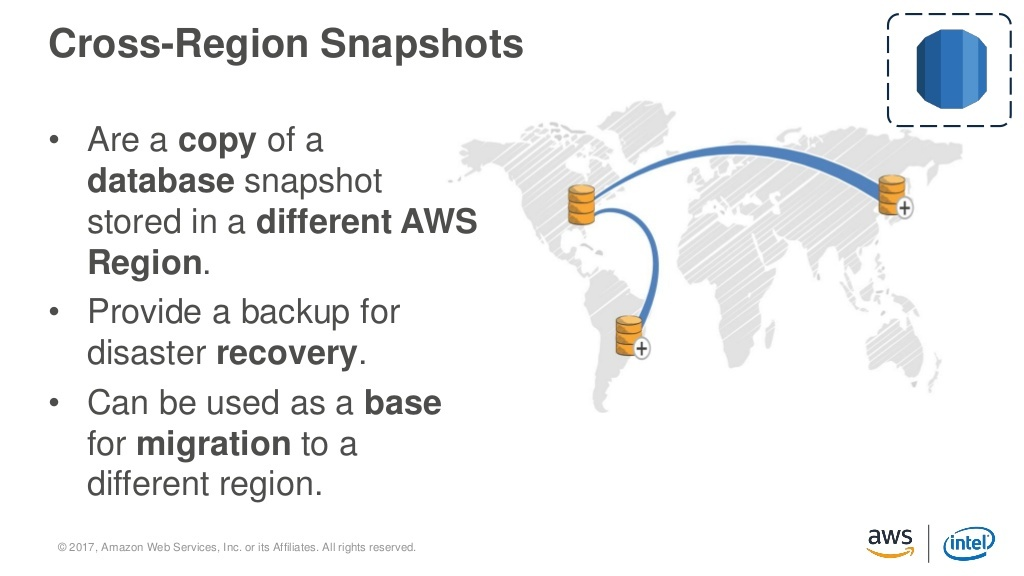 Cross-Region Snapshots
• Are a copy of a
database snapshot
stored in a different AWS
Region.
• Provide a backup for
disaster recovery.
• Can be used as a base
for migration to a
different region.
© 2017, Amazon Web Services, Inc. or its Affiliates. All rights reserved.
aws
intel